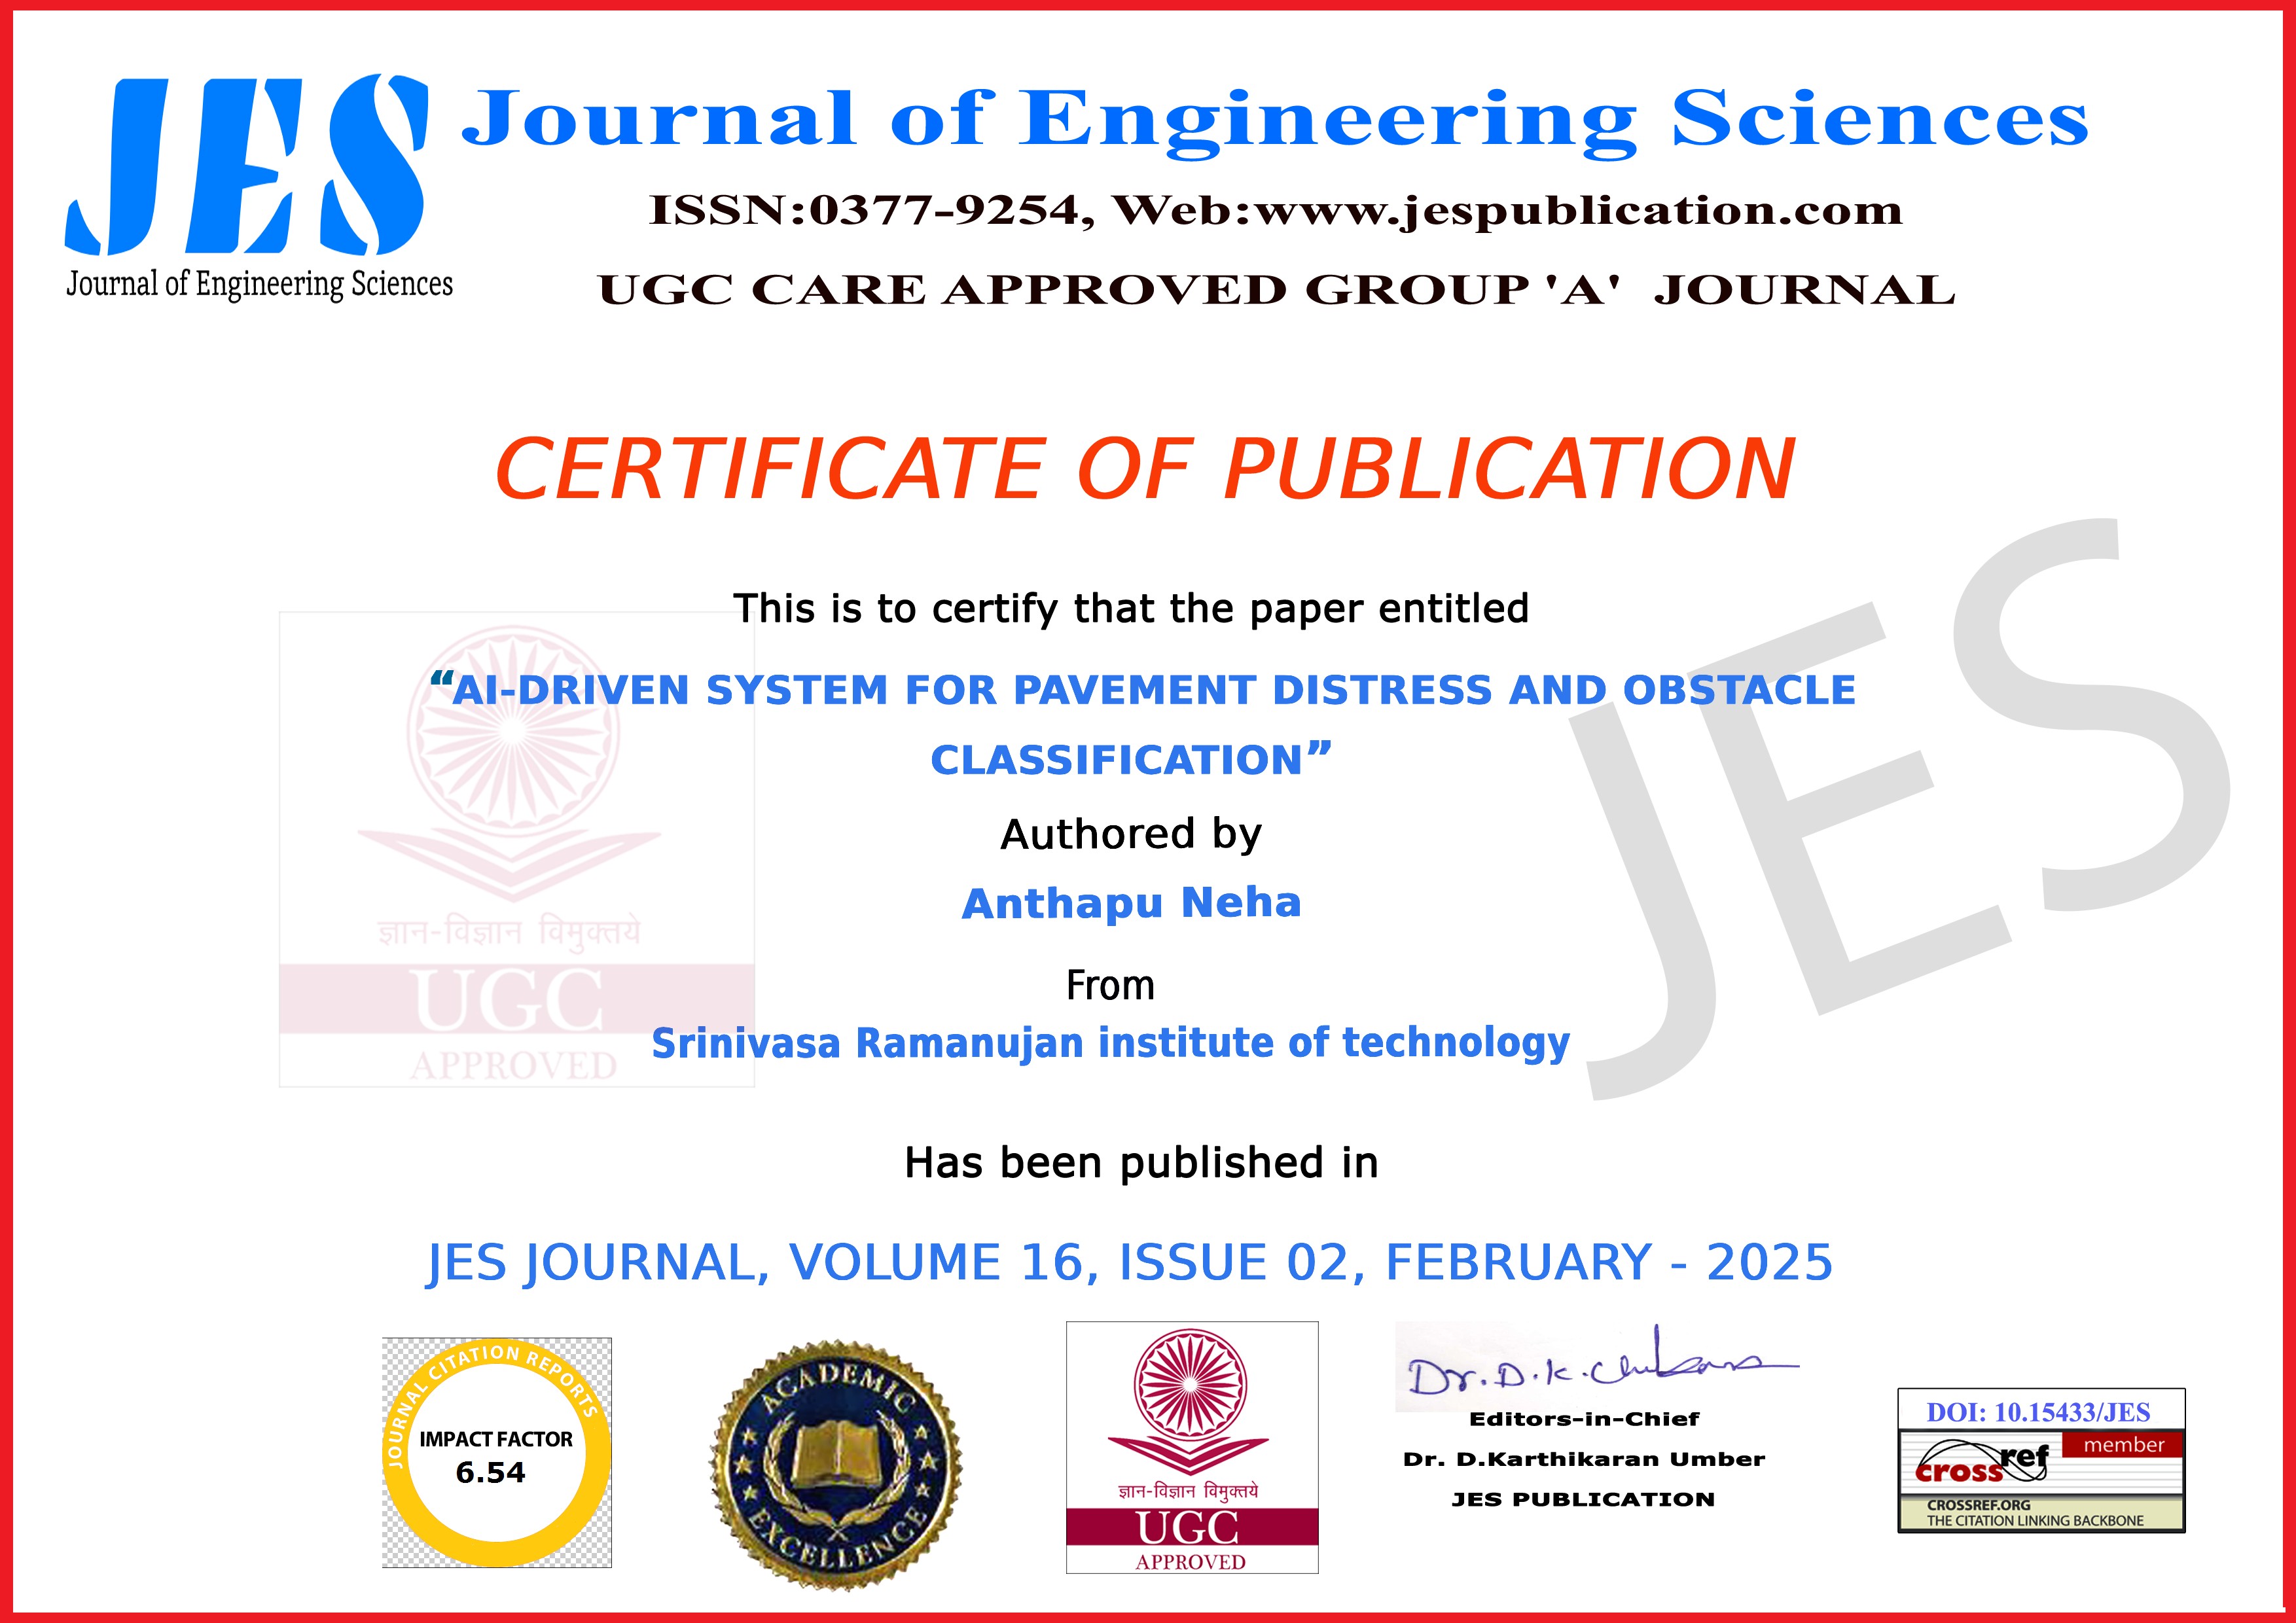 JES
Journal of Engineering Sciences
Journal of Engineering Sciences
ISSN:0377-9254, Web:www.jespublication.com
UGC CARE APPROVED GROUP 'A' JOURNAL
CERTIFICATE OF PUBLICATION
This is to certify that the paper entitled
“AI-DRIVEN SYSTEM FOR PAVEMENT DISTRESS AND OBSTACLE
CLASSIFICATION”
Authored by
Anthapu Neha
From
Srinivasa Ramanujan institute of technology
Has been published in
JES JOURNAL, VOLUME 16, ISSUE 02, FEBRUARY - 2025
ज्ञान-विज्ञान विमुक्तये
UGC
APPROVED
JES
JOURNAL CITATION REPORTS
IMPACT FACTOR
6.54
ACADEMIC
EXCELLENCE
ज्ञान-विज्ञान विमुक्तये
UGC
APPROVED
Dr. D. K.
Editors-in-Chief
Dr. D.Karthikaran Umber
JES PUBLICATION
DOI: 10.15433/JES
member
crossref
CROSSREF.ORG
THE CITATION LINKING BACKBONE